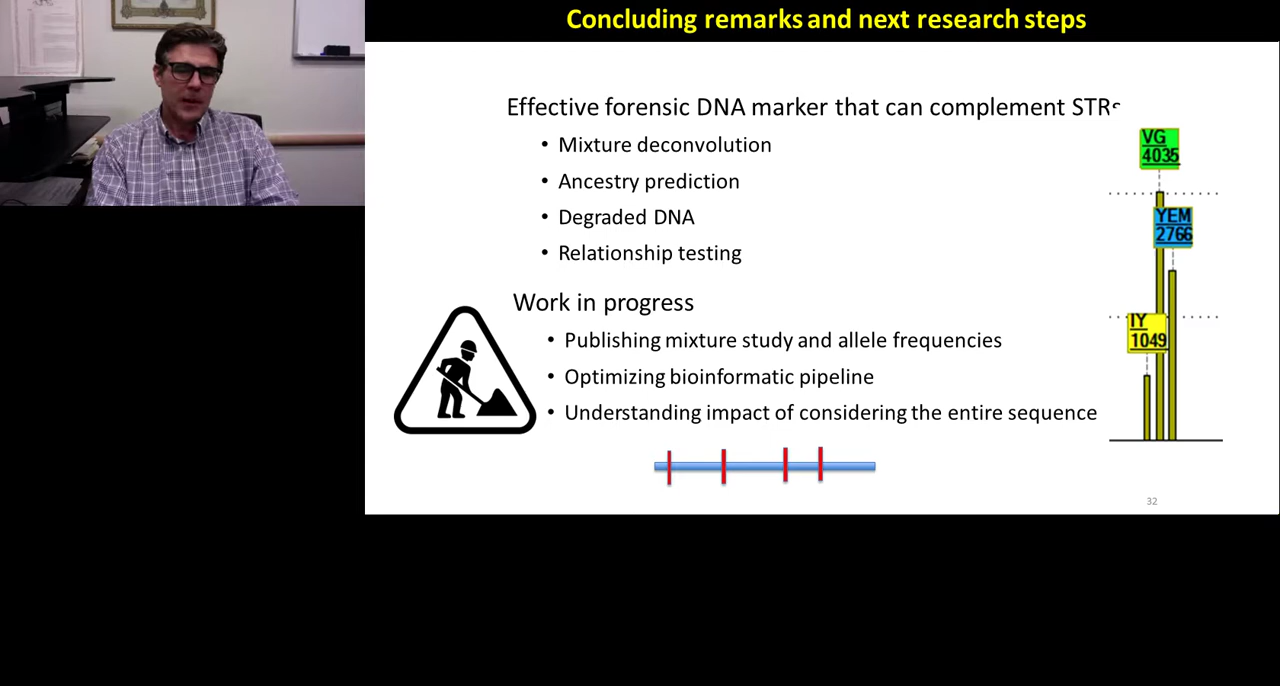 Concluding remarks and next research steps
Effective forensic DNA marker that can complement STRs
• Mixture deconvolution
• Ancestry prediction
• Degraded DNA
• Relationship testing
Work in progress
• Publishing mixture study and allele frequencies
• Optimizing bioinformatic pipeline
• Understanding impact of considering the entire sequence
VG
4035
YEM
2766
IY
1049
32